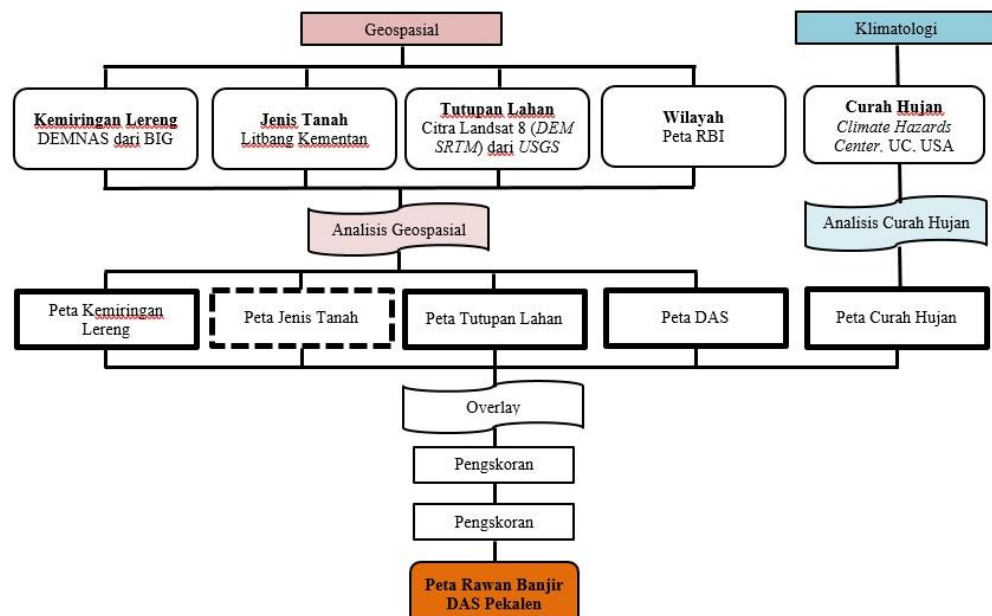 Geospasial
Klimatologi
Kemiringan Lereng
DEMNAS dari BIG
Jenis Tanah
Litbang Kementan
Tutupan Lahan
Citra Landsat 8 (DEM
SRTM) dari USGS
Wilayah
Peta RBI
Curah Hujan
Climate Hazards
Center, UC, USA
Analisis Geospasial
Analisis Curah Hujan
Peta Kemiringan
Lereng
Peta Jenis Tanah
Peta Tutupan Lahan
Peta DAS
Peta Curah Hujan
Overlay
Pengskoran
Pengskoran
Peta Rawan Banjir
DAS Pekalen